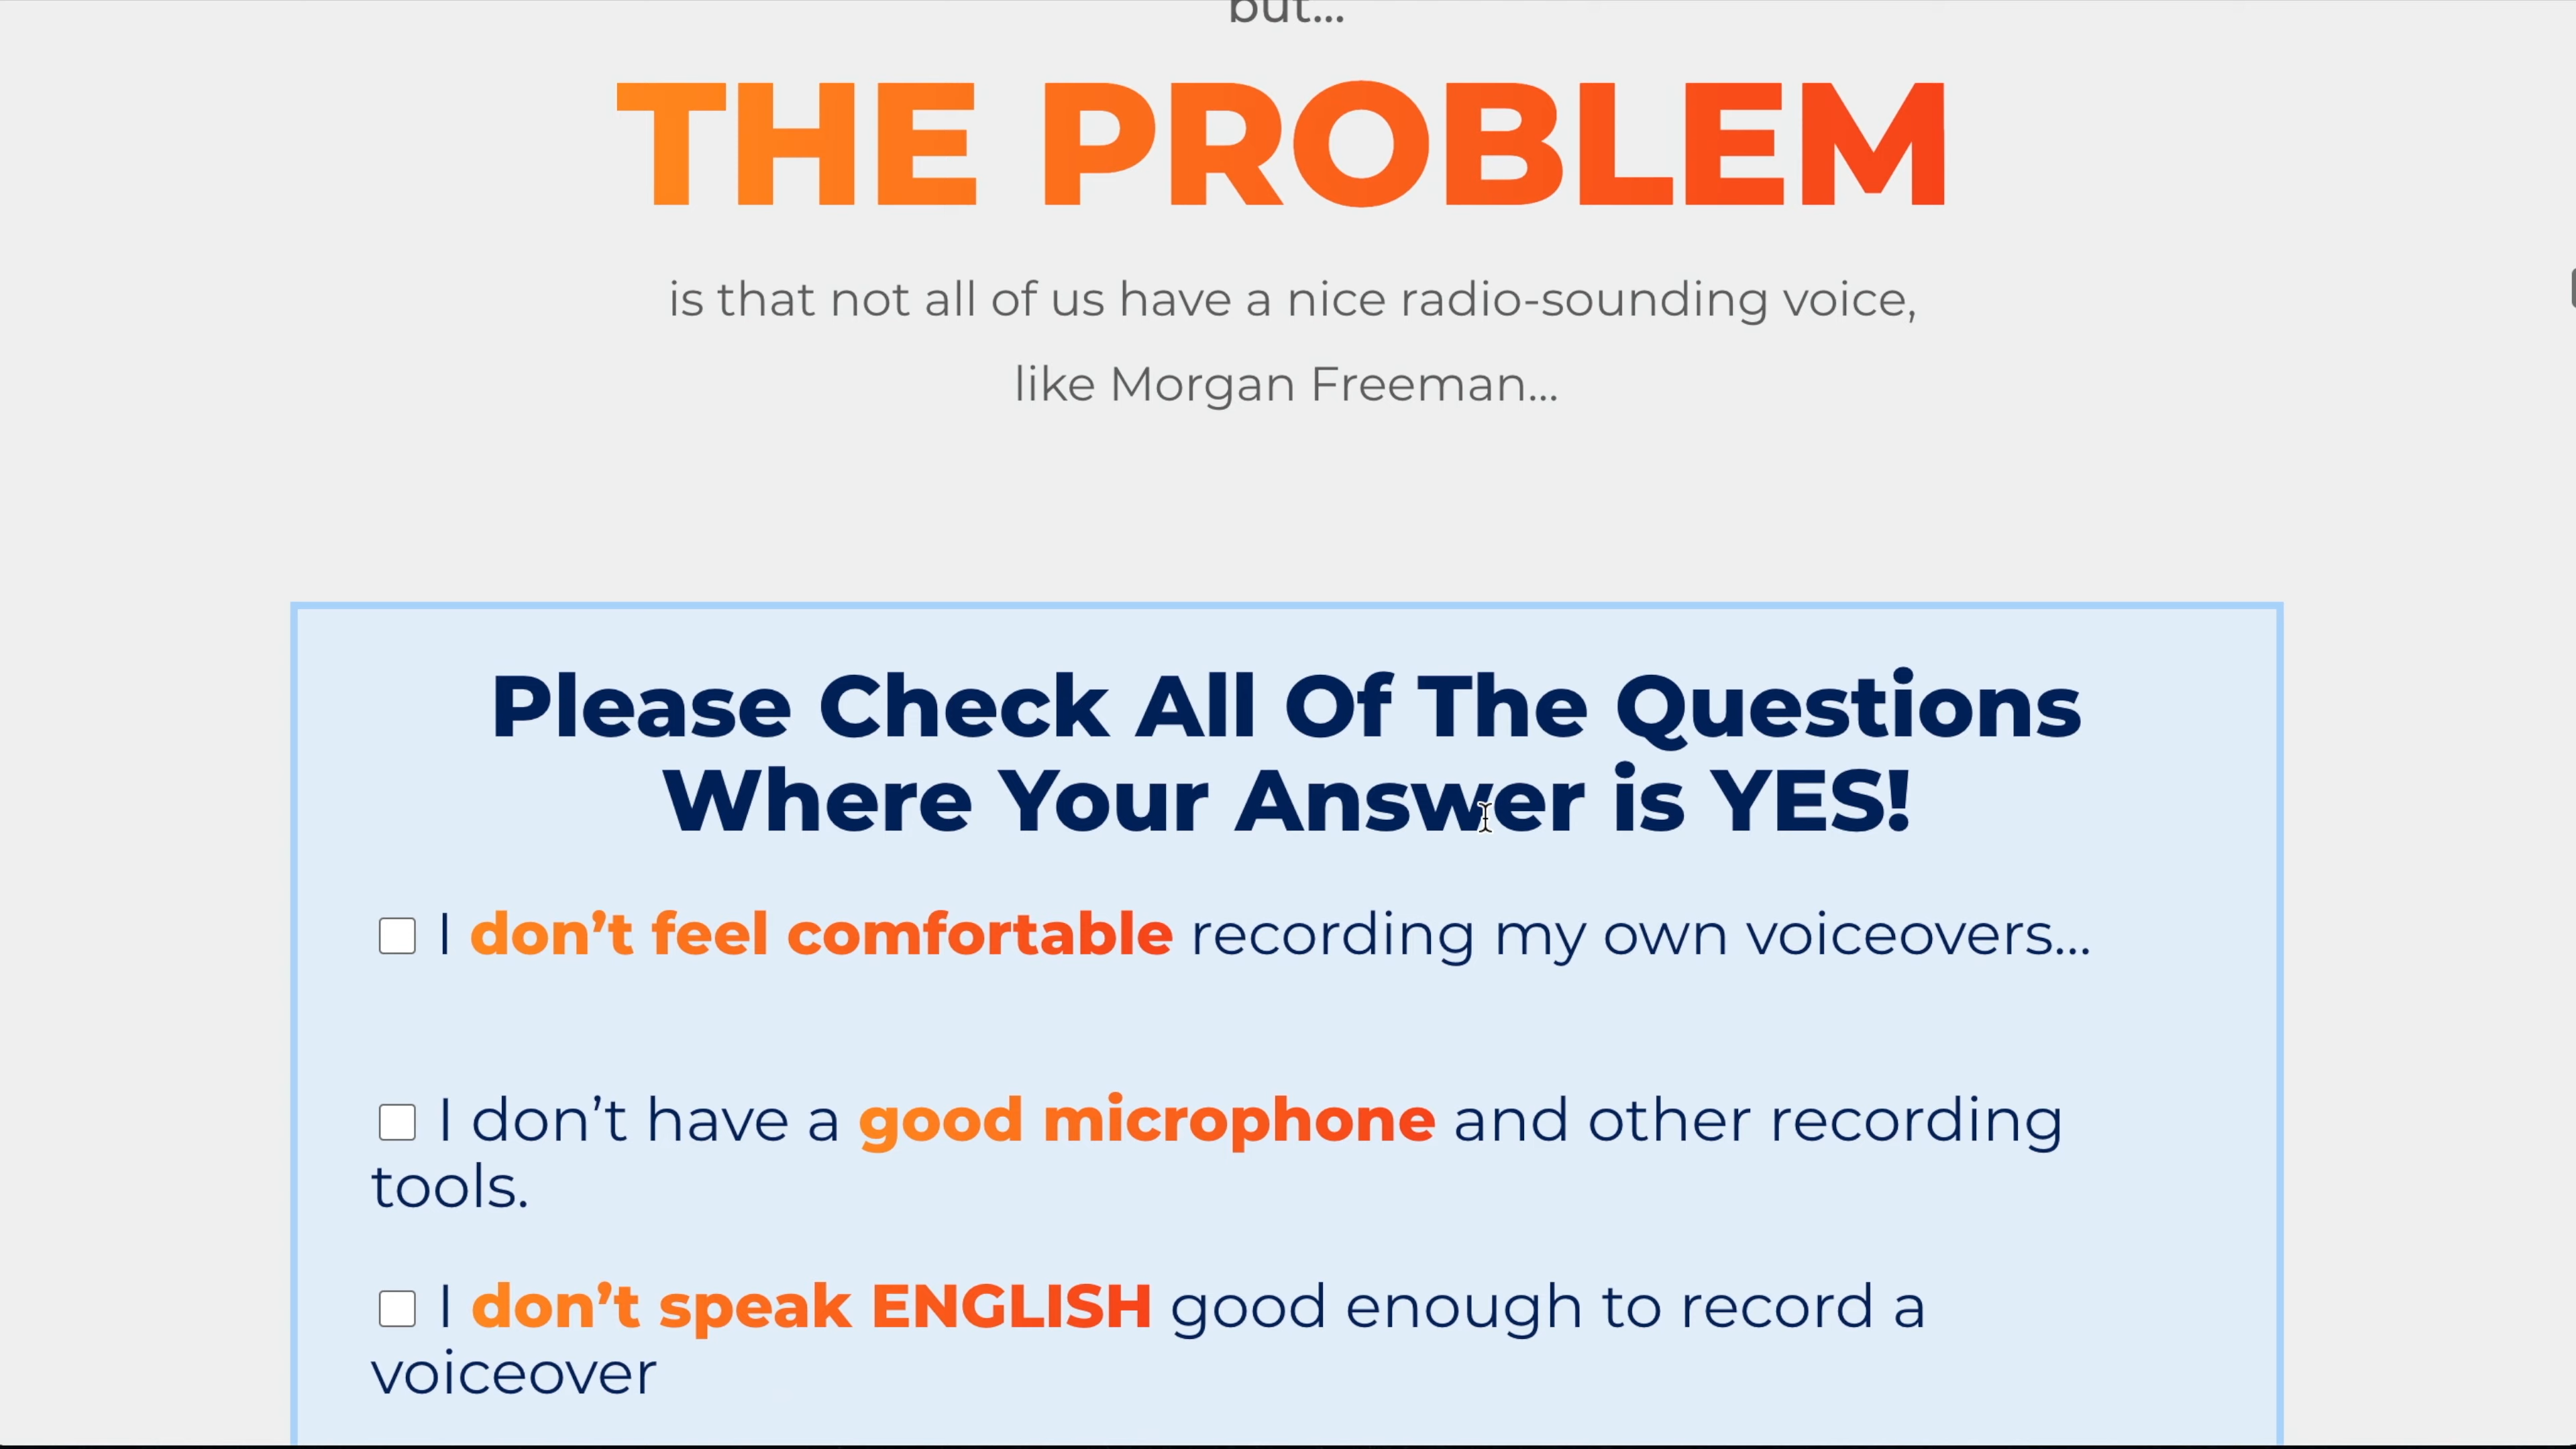 but...
THE PROBLEM
is that not all of us have a nice radio-sounding voice,
like Morgan Freeman...
Please Check All Of The Questions
Where Your Answer is YES!
I don’t feel comfortable recording my own voiceovers...
I don’t have a good microphone and other recording
tools.
I don’t speak ENGLISH good enough to record a
voiceover